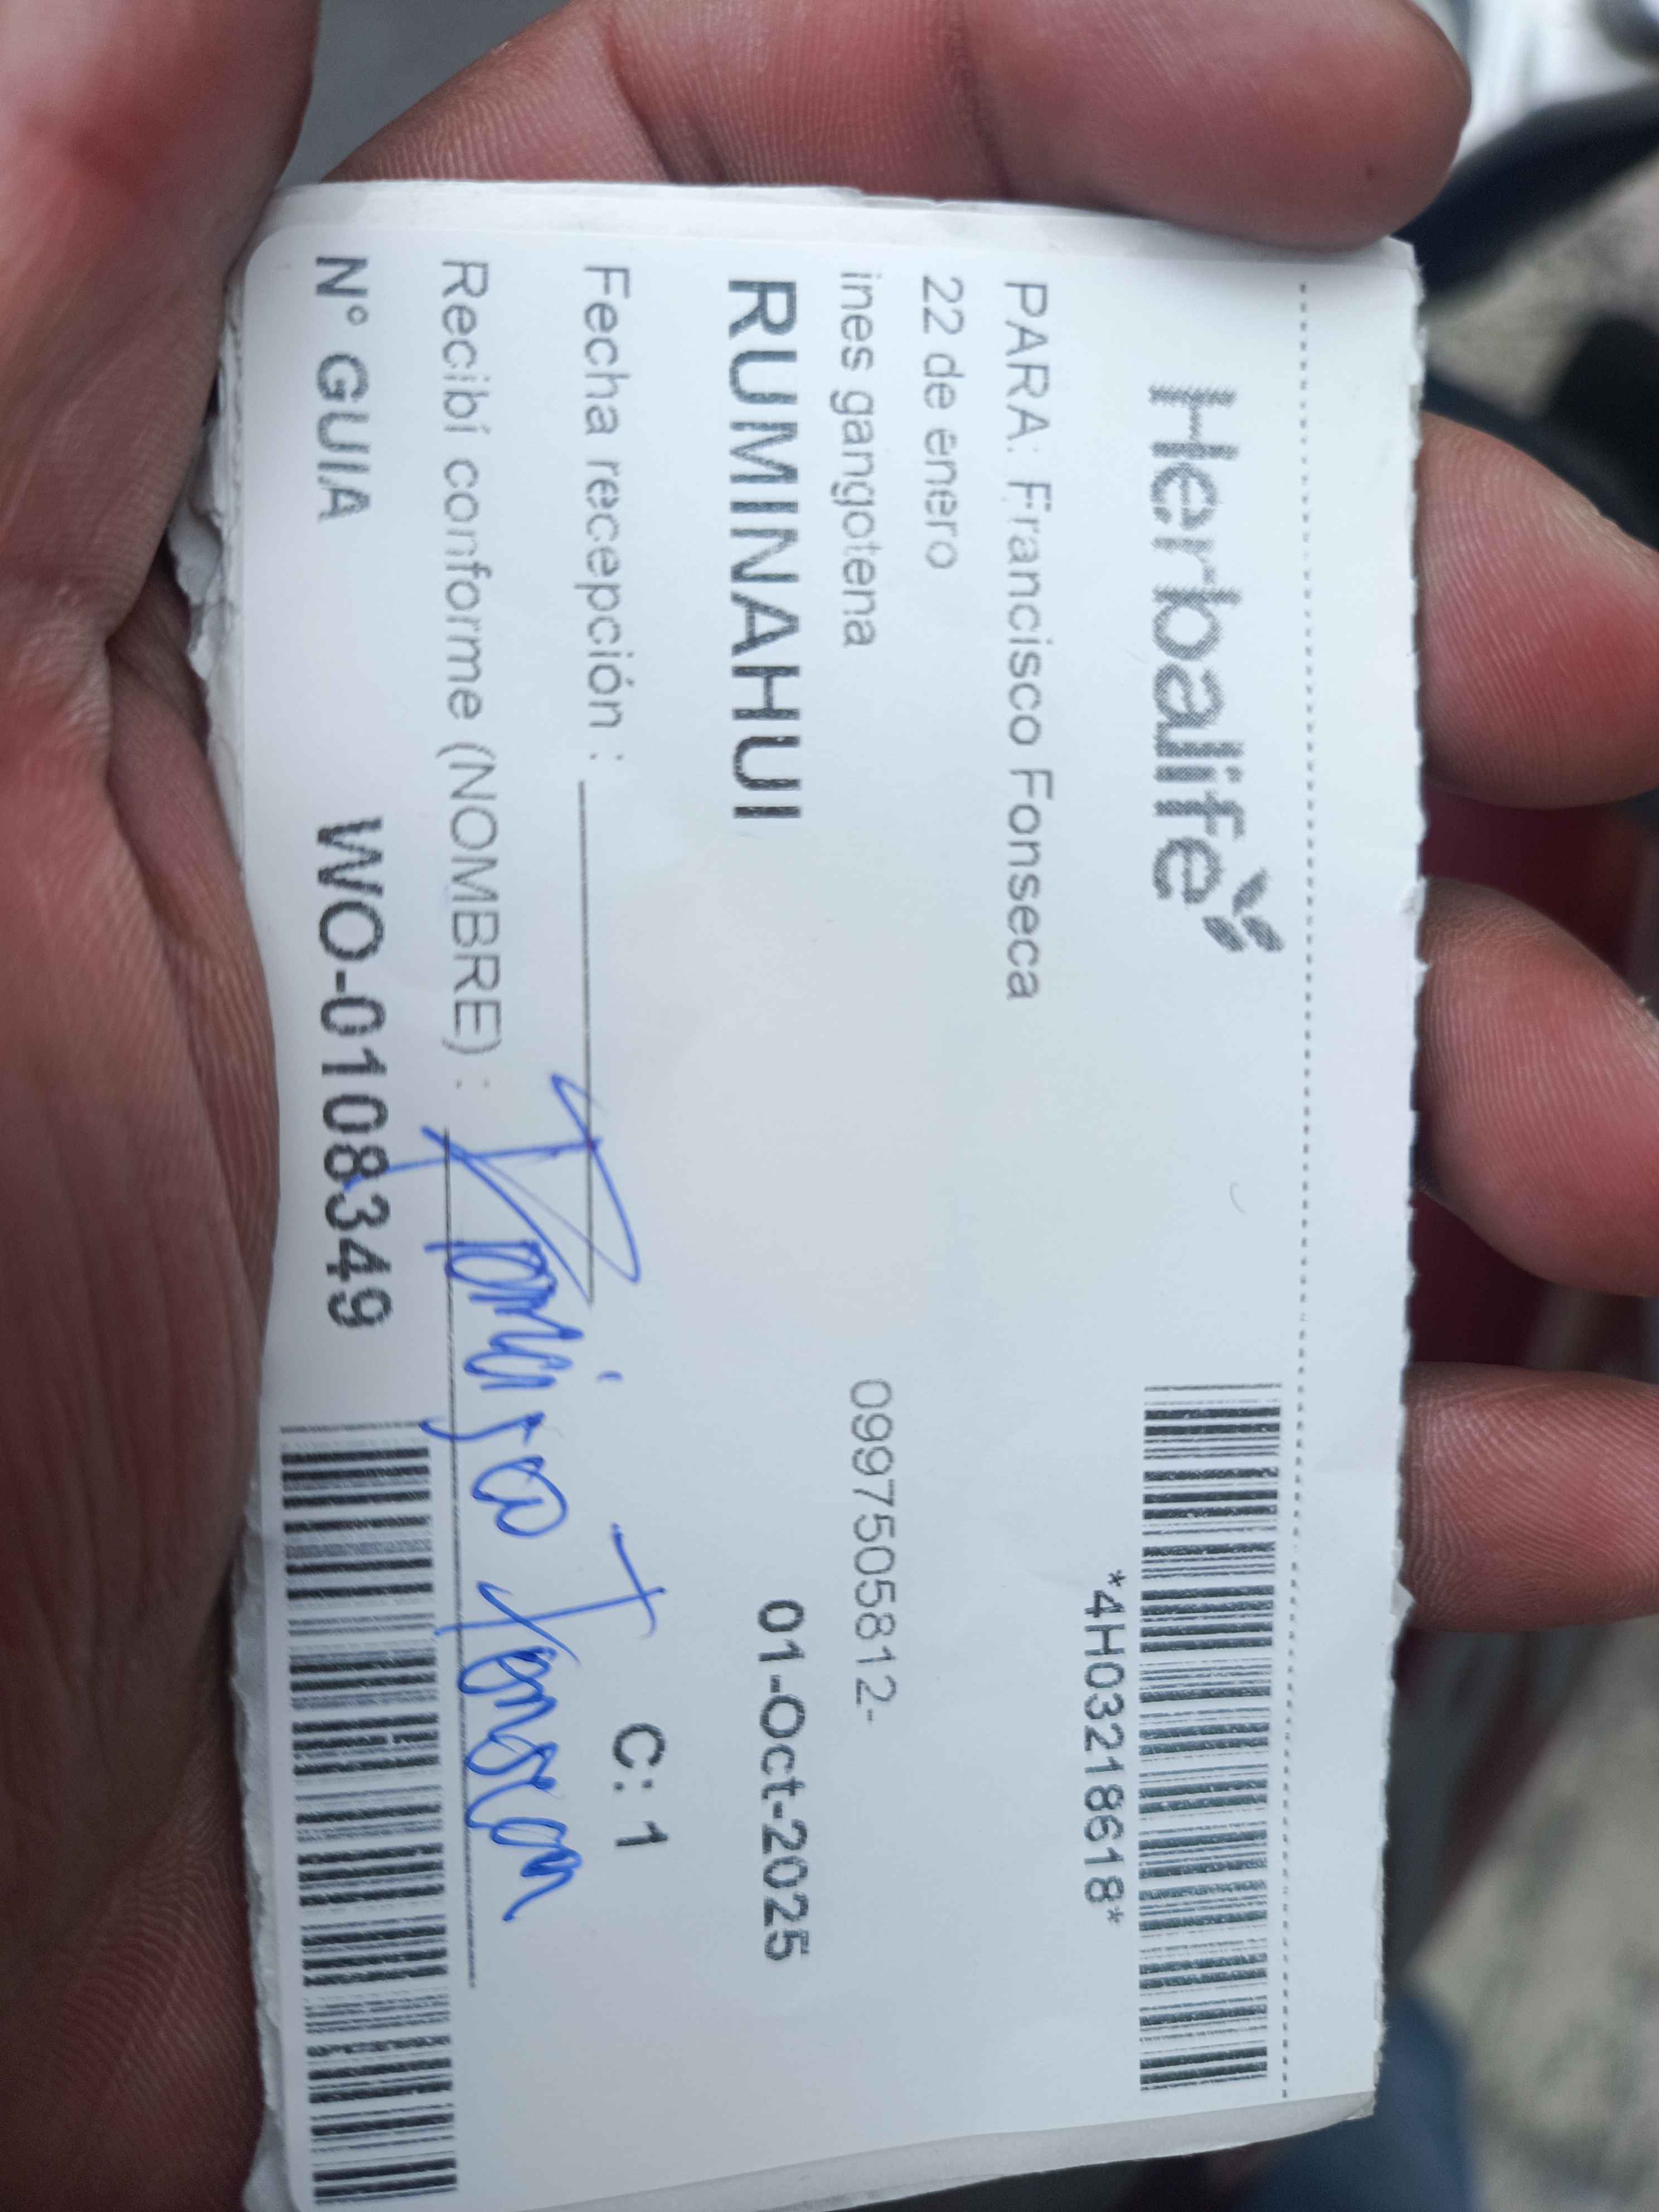 Herbalife
*4H03218618*
PARA: Francisco Fonseca
22 de enero
ines gangotena
0997505812-
RUMINAHUI 01-Oct-2025
Fecha recepción :
C: 1
Recibí conforme (NOMBRE) : Francisco Fonseca
N° GUIA WO-0108349